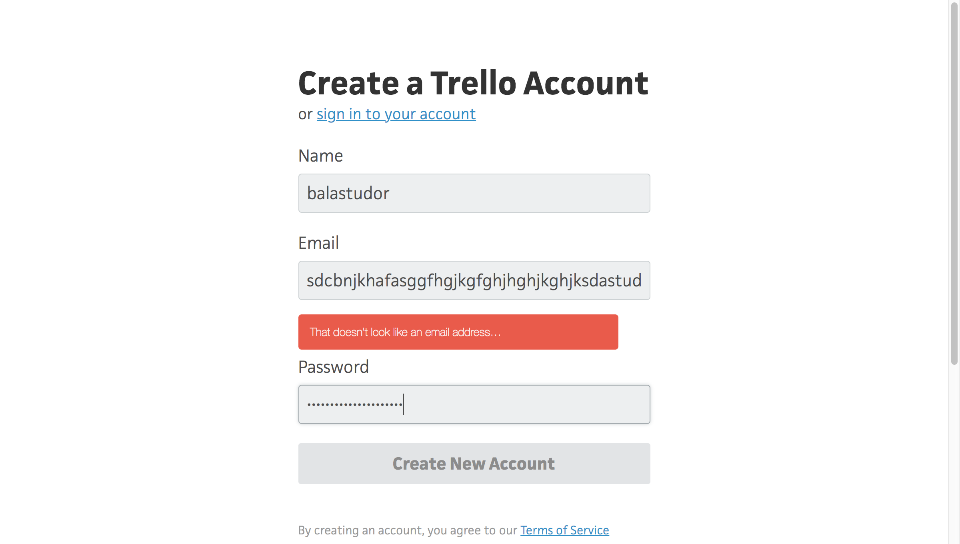 Create a Trello Account
or sign in to your account
Name
balastudor
Email
sdcbnjkhafasggfhgjkgfghjhghjkghjksdastud
That doesn't look like an email address...
Password
Create New Account
By creating an account, you agree to our Terms of Service